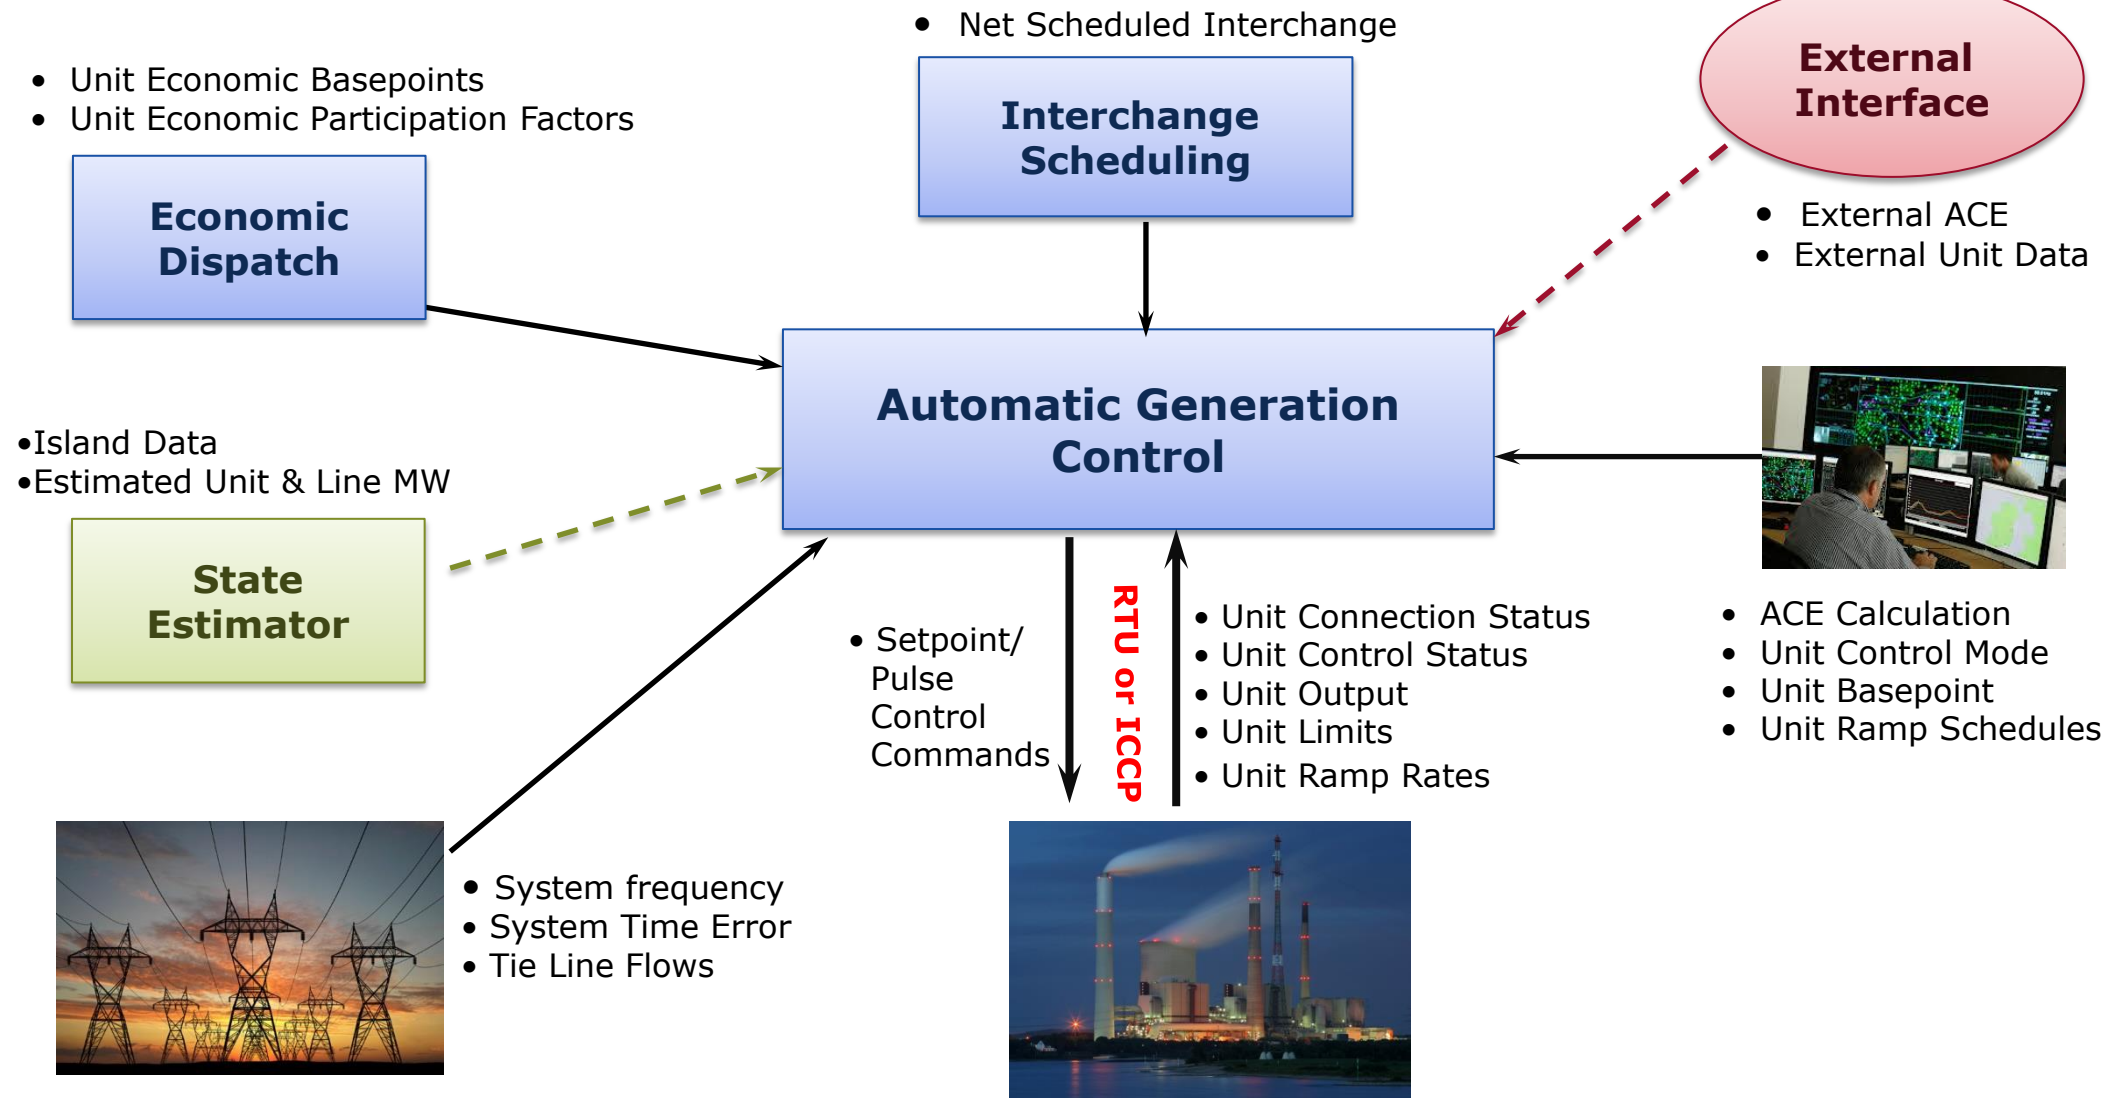 • Net Scheduled Interchange
Interchange
Scheduling
External
Interface
• External ACE
• External Unit Data
• Unit Economic Basepoints
• Unit Economic Participation Factors
Economic
Dispatch
Automatic Generation
Control
•Island Data
•Estimated Unit & Line MW
State
Estimator
• Setpoint/
Pulse
Control
Commands
RTU or ICCP
• Unit Connection Status
• Unit Control Status
• Unit Output
• Unit Limits
• Unit Ramp Rates
• ACE Calculation
• Unit Control Mode
• Unit Basepoint
• Unit Ramp Schedules
• System frequency
• System Time Error
• Tie Line Flows